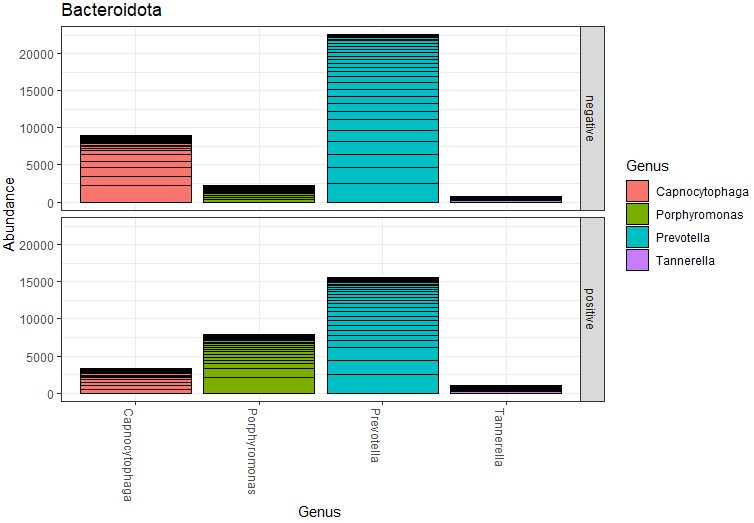 Bacteroidota
Abundance
20000
15000
10000
5000
0
negative
20000
15000
10000
5000
0
positive
Capnocytophaga
Porphyromonas
Prevotella
Tannerella
Genus
Genus
Capnocytophaga
Porphyromonas
Prevotella
Tannerella